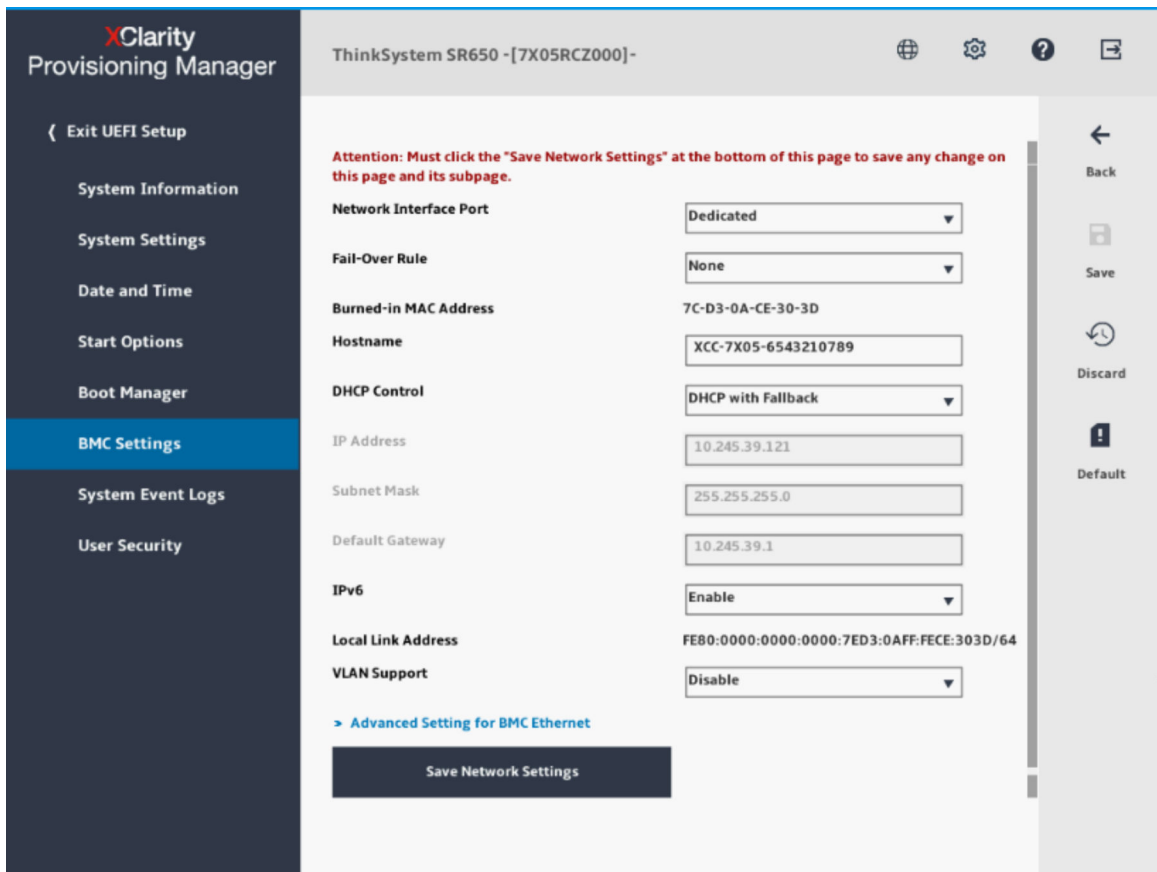 XClarity
Provisioning Manager
ThinkSystem SR650 -[7X05RCZ000]-
❬ Exit UEFI Setup
System Information
System Settings
Date and Time
Start Options
Boot Manager
BMC Settings
System Event Logs
User Security
Attention: Must click the "Save Network Settings" at the bottom of this page to save any change on
this page and its subpage.
Network Interface Port Dedicated
Fail-Over Rule None
Burned-in MAC Address 7C-D3-0A-CE-30-3D
Hostname XCC-7X05-6543210789
DHCP Control DHCP with Fallback
IP Address 10.245.39.121
Subnet Mask 255.255.255.0
Default Gateway 10.245.39.1
IPv6 Enable
Local Link Address FE80:0000:0000:0000:7ED3:0AFF:FECE:303D/64
VLAN Support Disable
> Advanced Setting for BMC Ethernet
Save Network Settings
Back
Save
Discard
Default